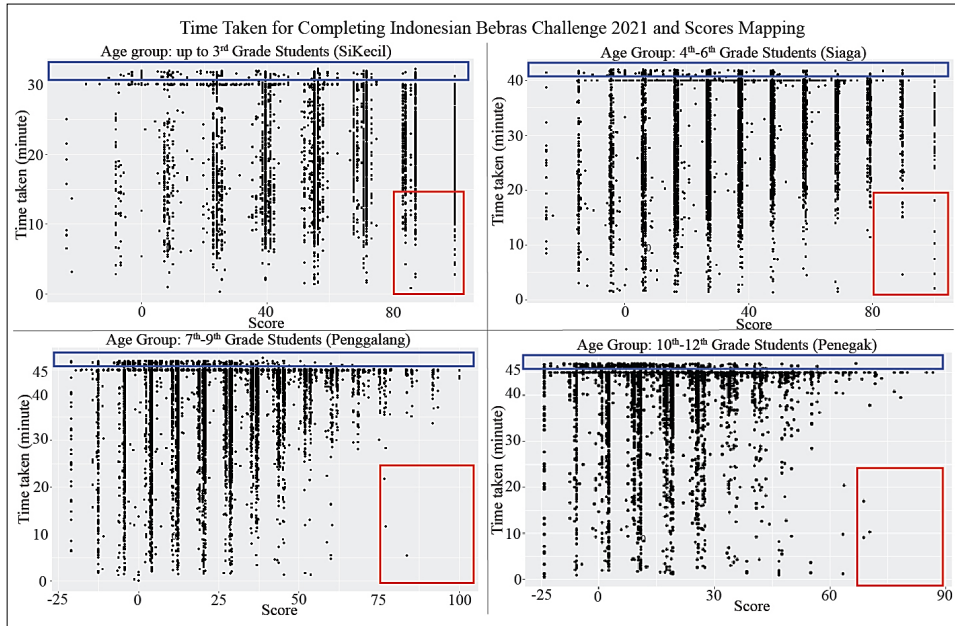 Time Taken for Completing Indonesian Bebras Challenge 2021 and Scores Mapping
Age group: up to 3rd Grade Students (SiKecil)
Time taken (minute)
30
20
10
0
0
40
80
Score
Age Group: 4th-6th Grade Students (Siaga)
Time taken (minute)
40
30
20
10
0
0
40
80
Score
Age Group: 7th-9th Grade Students (Penggalang)
Time taken (minute)
45
40
30
20
10
0
-25
0
25
50
75
100
Score
Age Group: 10th-12th Grade Students (Penegak)
Time taken (minute)
45
40
30
20
10
0
-25
0
30
60
90
Score